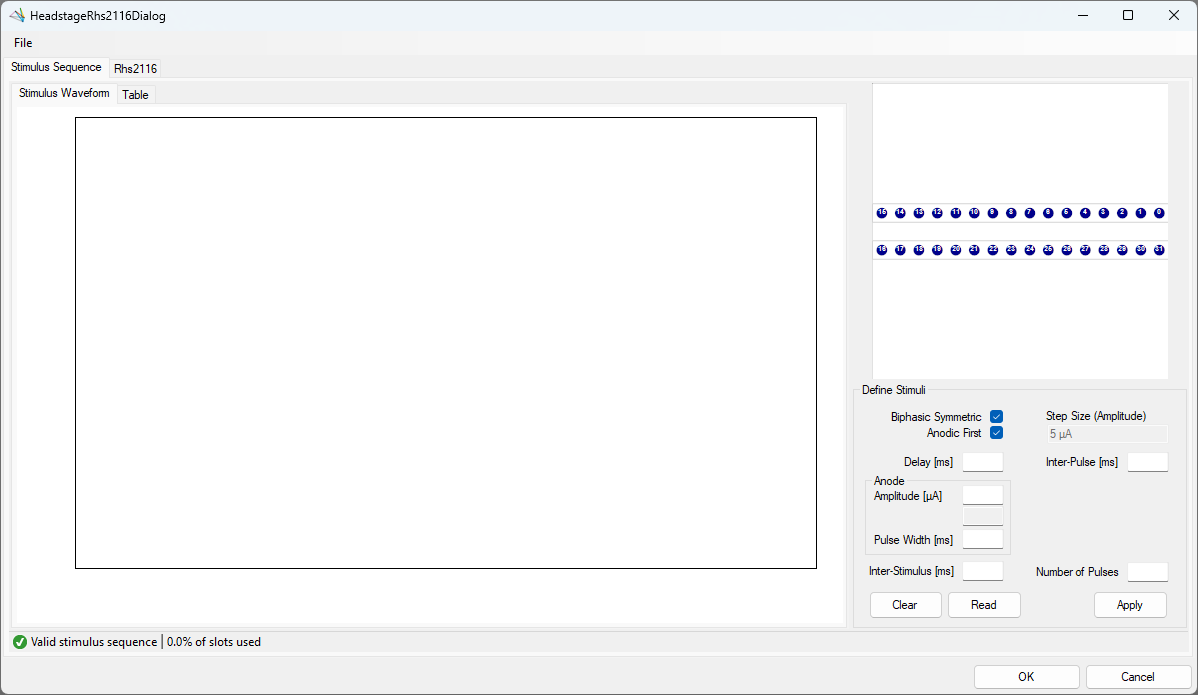 HeadstageRhs2116Dialog
File
Stimulus Sequence Rhs2116
Stimulus Waveform Table
15 14 13 12 11 10 9 8 7 6 5 4 3 2 1 0
16 17 18 19 20 21 22 23 24 25 26 27 28 29 30 31
Define Stimuli
Biphasic Symmetric Step Size (Amplitude)
Anodic First 5 µA
Delay [ms] Inter-Pulse [ms]
Anode
Amplitude [µA]
Pulse Width [ms]
Inter-Stimulus [ms] Number of Pulses
Clear Read Apply
Valid stimulus sequence | 0.0% of slots used
OK Cancel